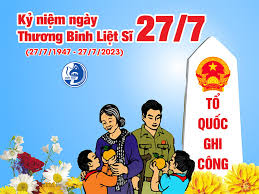 Kỷ niệm ngày
Thương Binh Liệt Sĩ 27/7
(27/7/1947 - 27/7/2023)
TỔ
QUỐC
GHI
CÔNG